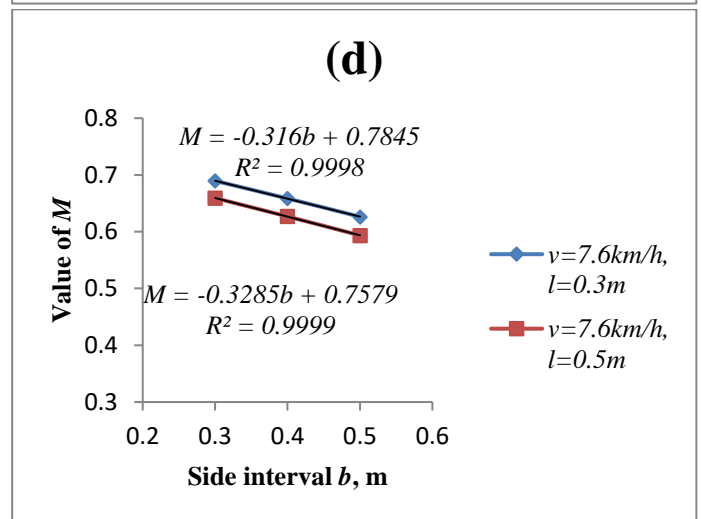 (d)
M = -0.316b + 0.7845
R² = 0.9998
M = -0.3285b + 0.7579
R² = 0.9999
0.8
0.7
0.6
0.5
0.4
0.3
0.2 0.3 0.4 0.5 0.6
Value of M
Side interval b, m
v=7.6km/h,
l=0.3m
v=7.6km/h,
l=0.5m